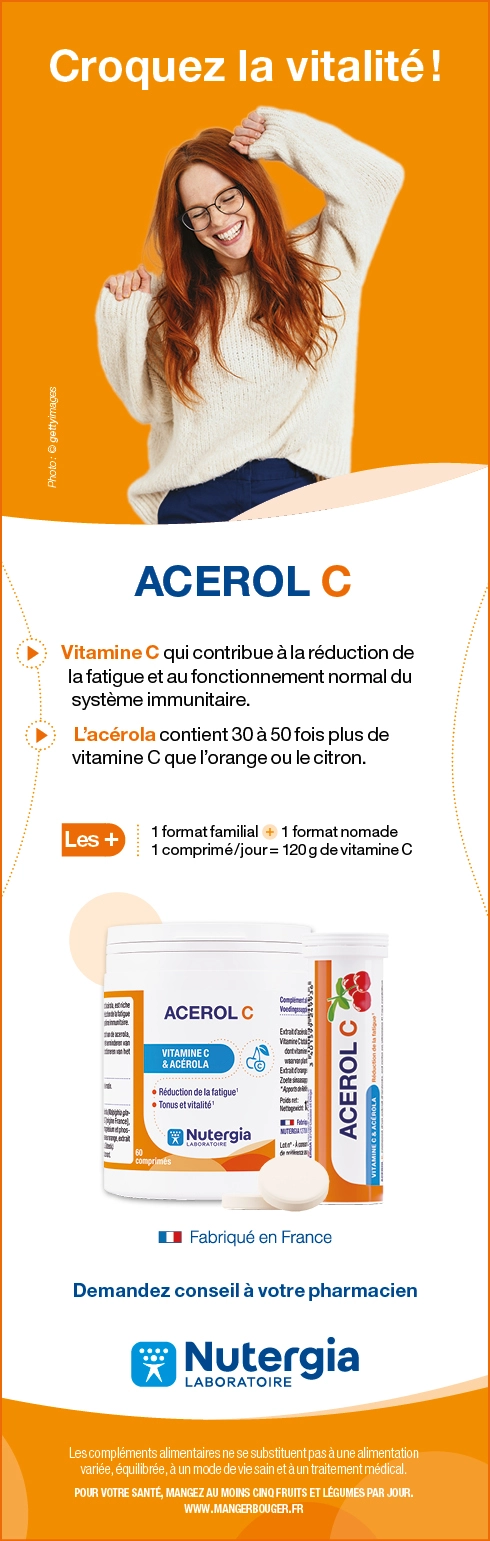 Croquez la vitalité !
Photo : © gettyimages
ACEROL C
Vitamine C qui contribue à la réduction de
la fatigue et au fonctionnement normal du
système immunitaire.
L'acérola contient 30 à 50 fois plus de
vitamine C que l'orange ou le citron.
Les +
1 format familial + 1 format nomade
1 comprimé/jour = 120 g de vitamine C
ACEROL C
VITAMINE C
& ACÉROLA
C
• Réduction de la fatigue¹
• Tonus et vitalité¹
Nutergia
LABORATOIRE
60
comprimés
ACEROL C
VITAMINE C & ACÉROLA
Réduction de la fatigue¹
Fabriqué en France
Demandez conseil à votre pharmacien
Nutergia
LABORATOIRE
Les compléments alimentaires ne se substituent pas à une alimentation
variée, équilibrée, à un mode de vie sain et à un traitement médical.
POUR VOTRE SANTÉ, MANGEZ AU MOINS CINQ FRUITS ET LÉGUMES PAR JOUR.
WWW.MANGERBOUGER.FR